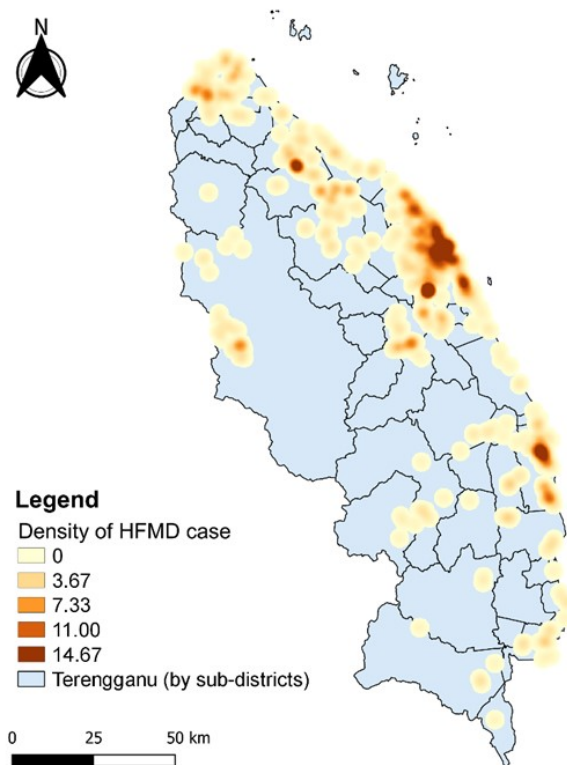 N
Legend
Density of HFMD case
0
3.67
7.33
11.00
14.67
Terengganu (by sub-districts)
0 25 50 km